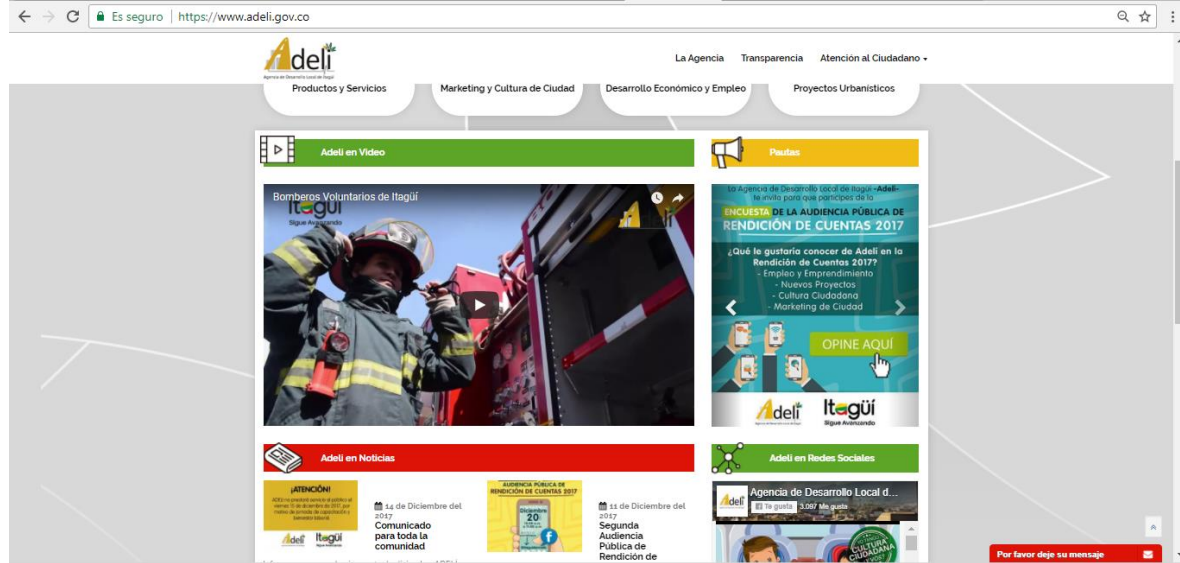 Es seguro | https://www.adeli.gov.co
Adeli
Agencia de Desarrollo Local de Itagüí
La Agencia Transparencia Atención al Ciudadano
Productos y Servicios Marketing y Cultura de Ciudad Desarrollo Económico y Empleo Proyectos Urbanísticos
Adeli en Video
Bomberos Voluntarios de Itagüí
Itagüí
Sigue Avanzando
Pautas
La Agencia de Desarrollo Local de Itagüí -Adeli-
te invita para que participes de la
ENCUESTA DE LA AUDIENCIA PÚBLICA DE
RENDICIÓN DE CUENTAS 2017
¿Qué le gustaría conocer de Adeli en la
Rendición de Cuentas 2017?
- Empleo y Emprendimiento
- Nuevos Proyectos
- Cultura Ciudadana
- Marketing de Ciudad
OPINE AQUÍ
Adeli Itagüí
Sigue Avanzando
Adeli en Noticias
¡ATENCIÓN!
Adeli Itagüí
14 de Diciembre del
2017
Comunicado
para toda la
comunidad
AUDIENCIA PÚBLICA DE
RENDICIÓN DE CUENTAS 2017
Diciembre
20
11 de Diciembre del
2017
Segunda
Audiencia
Pública de
Rendición de
Adeli en Redes Sociales
Adeli
Agencia de Desarrollo Local d...
Te gusta 3.097 Me gusta
CULTURA
CIUDADANA
Por favor deje su mensaje